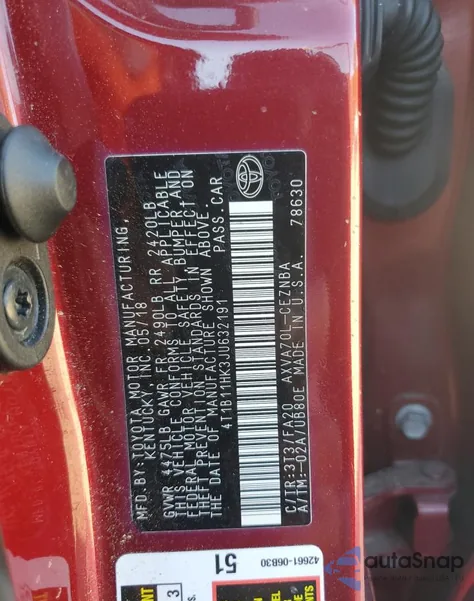 MFD. BY: TOYOTA MOTOR MANUFACTURING,
KENTUCKY, INC. 05/18
GVWR 4475LB GAWR FR 2490LB RR 2420LB
THIS VEHICLE CONFORMS TO ALL APPLICABLE
FEDERAL MOTOR VEHICLE SAFETY, BUMPER, AND
THEFT PREVENTION STANDARDS IN EFFECT ON
THE DATE OF MANUFACTURE SHOWN ABOVE.
4T1BY1HK3JU632191 PASS. CAR
C/TR:3T3/FA20 AXVA70L-CEZNBA
A/TM:-02A/UB80E MADE IN U.S.A. 78630
42661-06B30
51
3
autoSnap